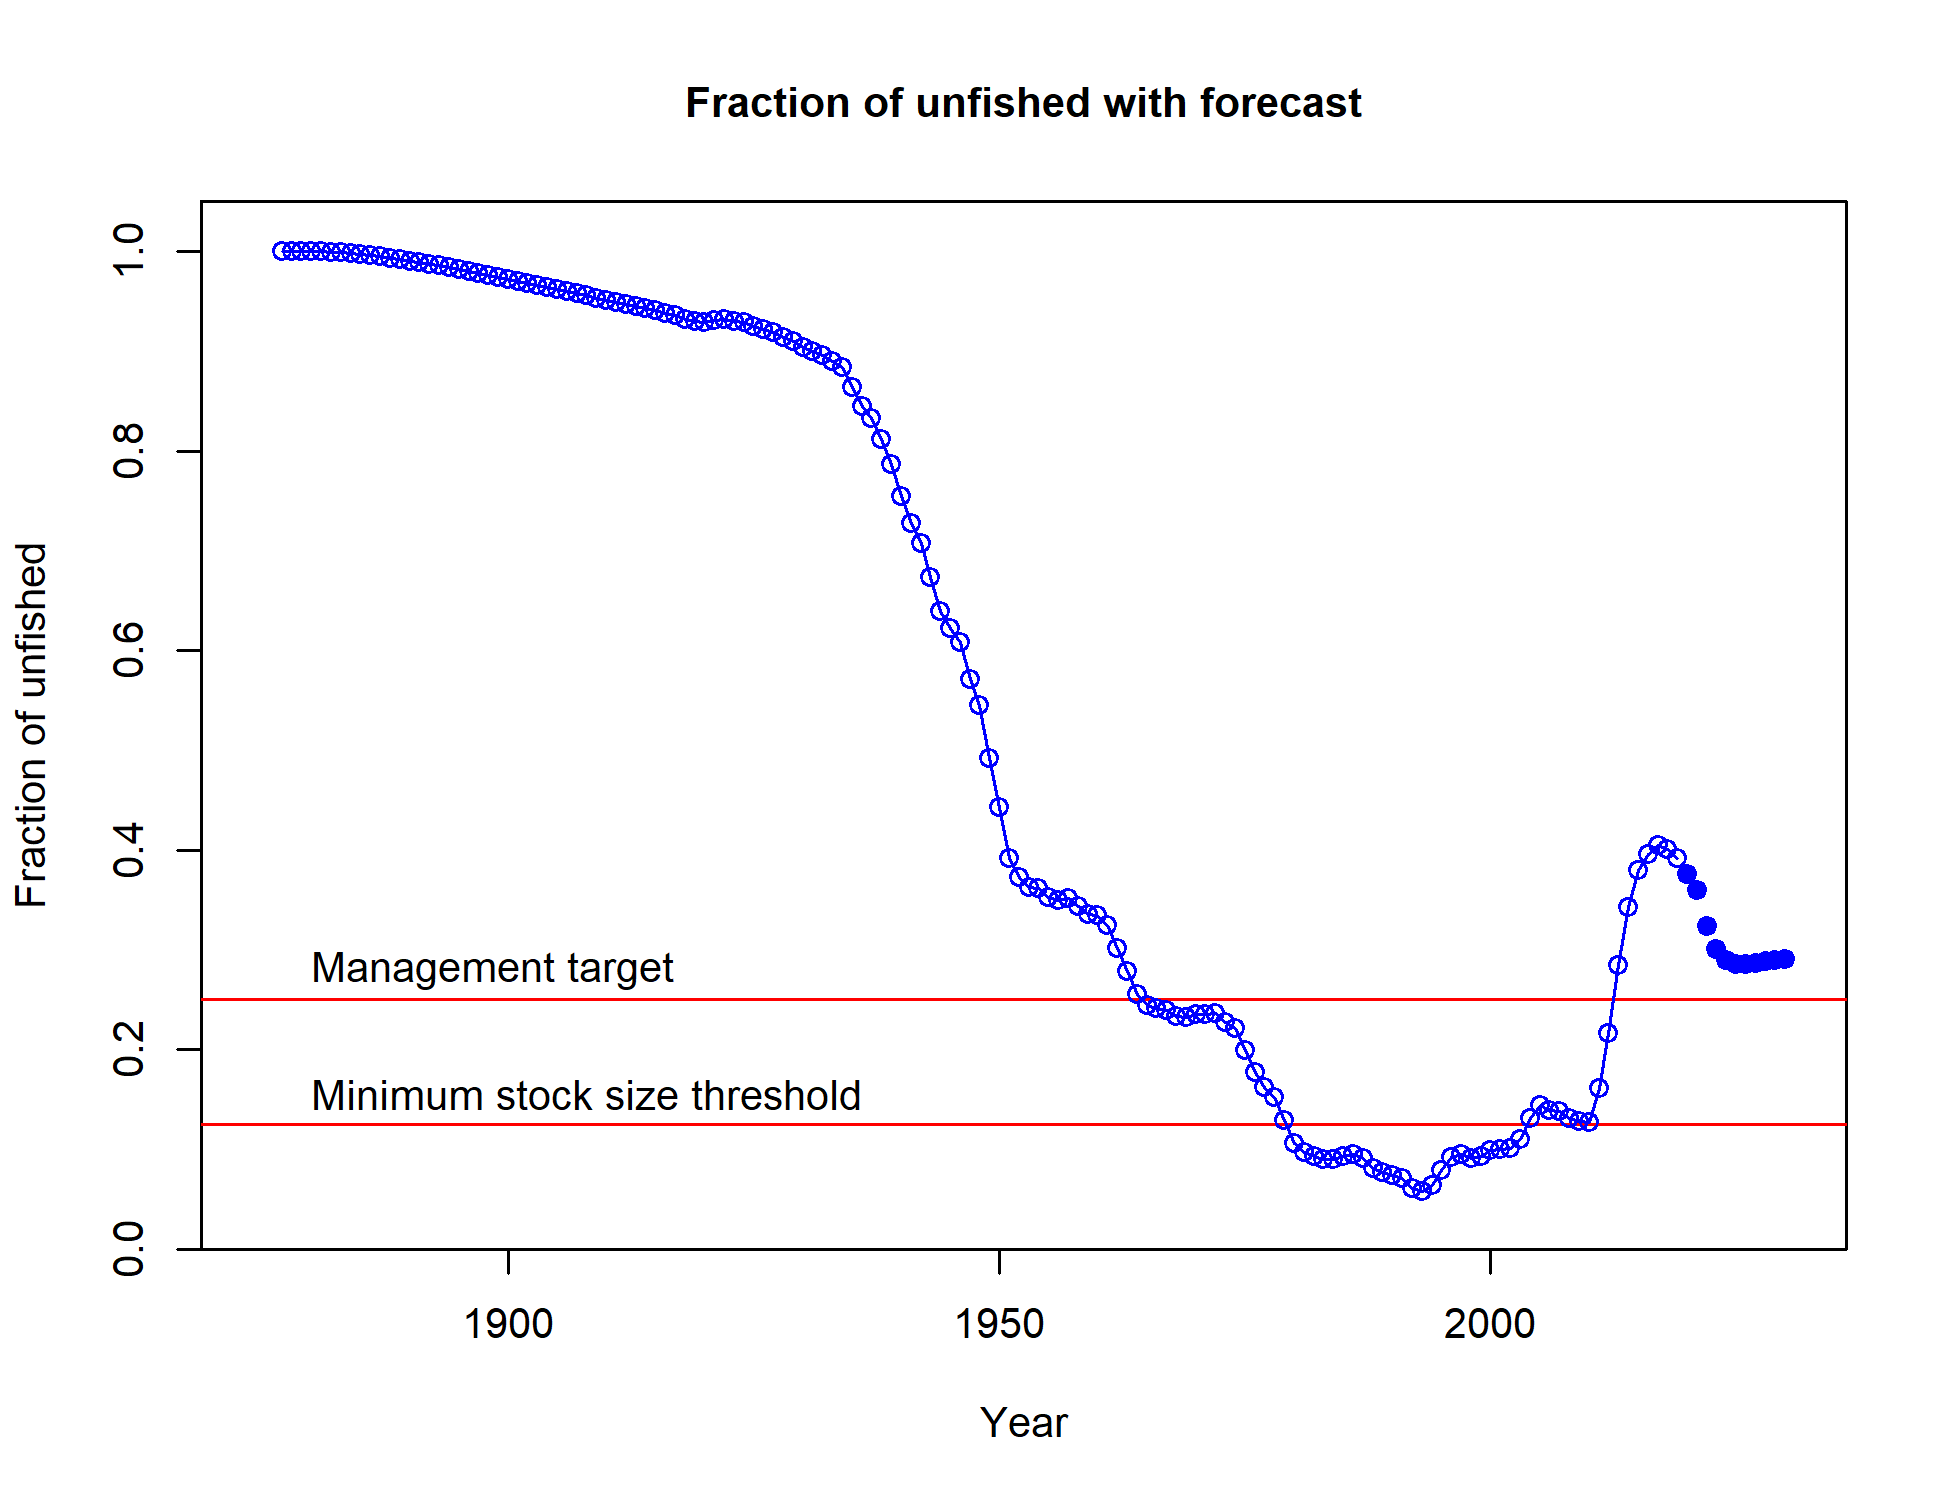 Fraction of unfished with forecast
1.0
0.8
0.6
0.4
0.2
0.0
Fraction of unfished
Management target
Minimum stock size threshold
1900
1950
2000
Year